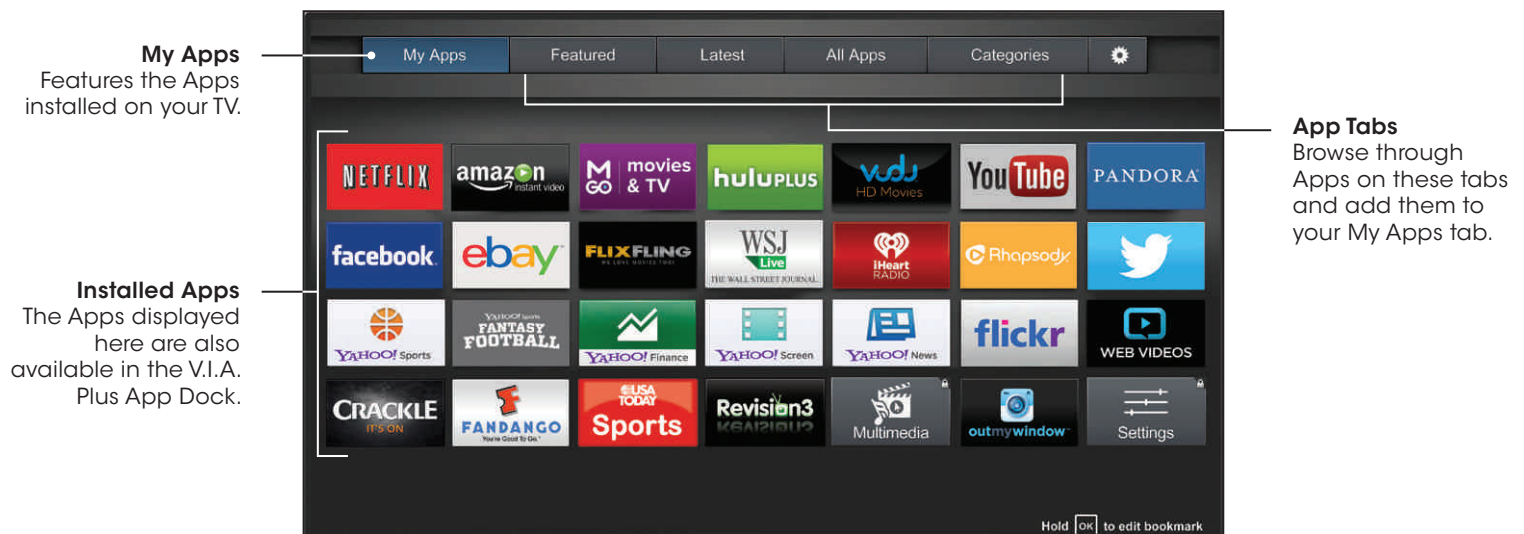 My Apps
Features the Apps
installed on your TV.
Installed Apps
The Apps displayed
here are also
available in the V.I.A.
Plus App Dock.
My Apps Featured Latest All Apps Categories
NETFLIX amazon instant video M GO movies & TV huluPLUS vudu HD Movies YouTube PANDORA
facebook ebay FLIXFLING WE LOVE MOVIES TOO! WSJ Live THE WALL STREET JOURNAL. iHeart RADIO Rhapsody
YAHOO! Sports YAHOO! Sports FANTASY FOOTBALL YAHOO! Finance YAHOO! Screen YAHOO! News flickr WEB VIDEOS
CRACKLE IT'S ON FANDANGO You're Good To Go. USA TODAY Sports Revision3 Multimedia outmywindow Settings
Hold OK to edit bookmark
App Tabs
Browse through
Apps on these tabs
and add them to
your My Apps tab.